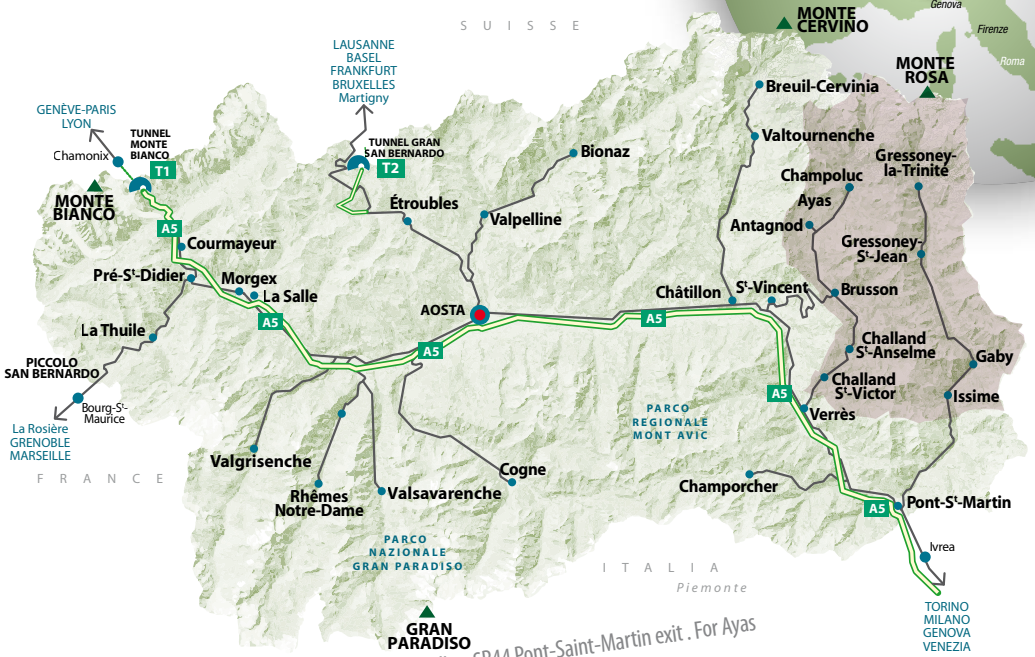 Genova
Firenze
Roma
SUISSE
MONTE
CERVINO
MONTE
ROSA
LAUSANNE
BASEL
FRANKFURT
BRUXELLES
Martigny
GENÈVE-PARIS
LYON
Chamonix
TUNNEL
MONTE
BIANCO
T1
TUNNEL GRAN
SAN BERNARDO
T2
MONTE
BIANCO
Breuil-Cervinia
Valtournenche
Bionaz
Gressoney-
la-Trinité
Champoluc
Ayas
Étroubles
Valpelline
Antagnod
A5
Courmayeur
Gressoney-
Sᵗ-Jean
Pré-Sᵗ-Didier
Morgex
La Salle
Châtillon
Sᵗ-Vincent
Brusson
AOSTA
A5
A5
A5
La Thuile
Challand
Sᵗ-Anselme
Gaby
PICCOLO
SAN BERNARDO
Challand
Sᵗ-Victor
A5
Issime
Bourg-Sᵗ-
Maurice
Verrès
PARCO
REGIONALE
MONT AVIC
La Rosière
GRENOBLE
MARSEILLE
FRANCE
Valgrisenche
Rhêmes
Notre-Dame
Valsavarenche
Cogne
Champorcher
Pont-Sᵗ-Martin
A5
PARCO
NAZIONALE
GRAN PARADISO
Ivrea
ITALIA
Piemonte
TORINO
MILANO
GENOVA
VENEZIA
GRAN
PARADISO
SR44 Pont-Saint-Martin exit . For Ayas